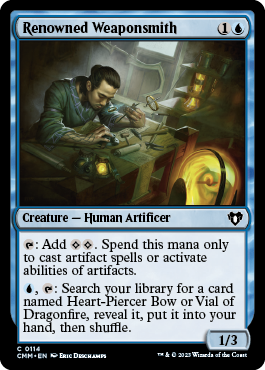 Renowned Weaponsmith 1
Creature — Human Artificer
: Add . Spend this mana only
to cast artifact spells or activate
abilities of artifacts.
, : Search your library for a card
named Heart-Piercer Bow or Vial of
Dragonfire, reveal it, put it into your
hand, then shuffle.
1/3
C 0114
CMM • EN Eric Deschamps
™ & © 2023 Wizards of the Coast